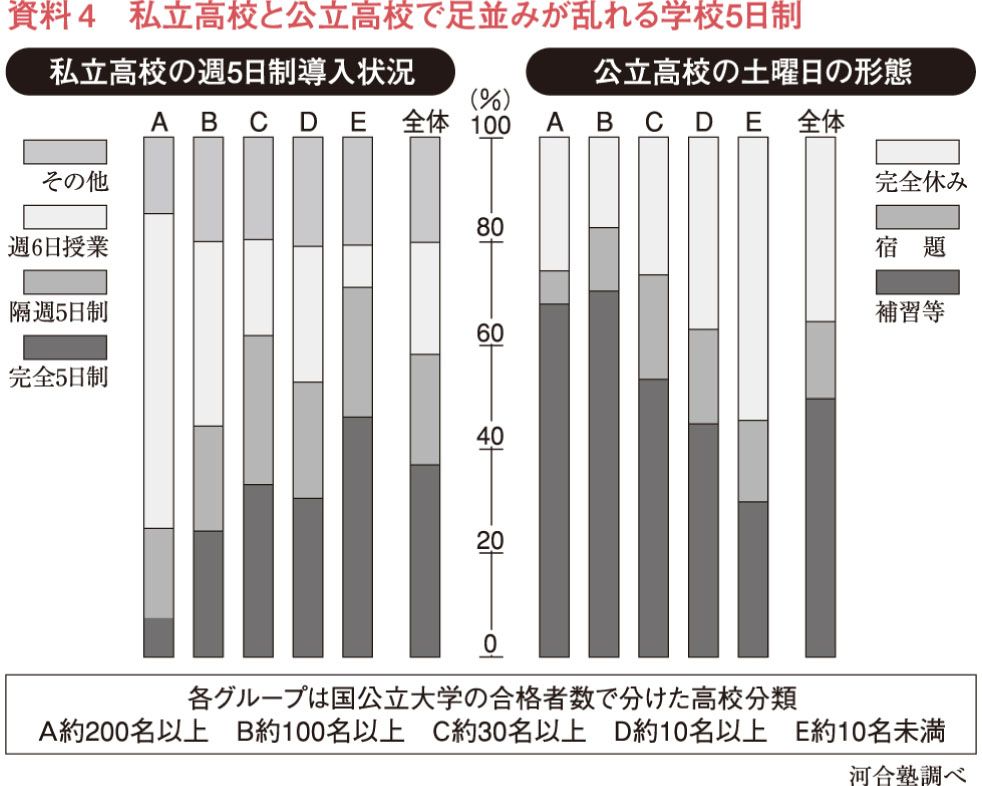 資料4 私立高校と公立高校で足並みが乱れる学校5日制
私立高校の週5日制導入状況
公立高校の土曜日の形態
A B C D E 全体
(%)
A B C D E 全体
その他
週6日授業
隔週5日制
完全5日制
100
80
60
40
20
0
完全休み
宿 題
補習等
各グループは国公立大学の合格者数で分けた高校分類
A約200名以上 B約100名以上 C約30名以上 D約10名以上 E約10名未満
河合塾調べ